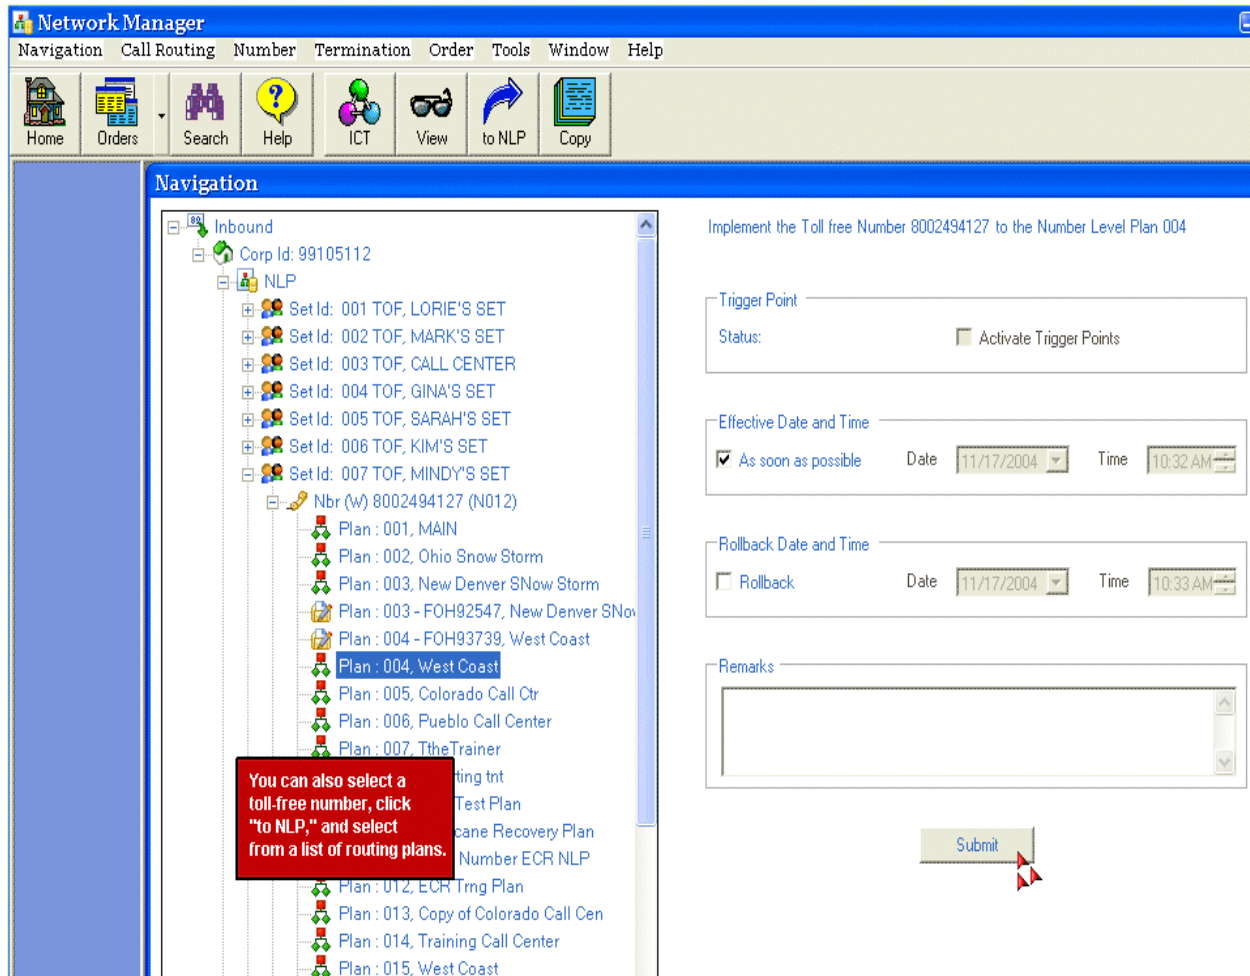 Network Manager
Navigation Call Routing Number Termination Order Tools Window Help
Home Orders Search Help ICT View to NLP Copy
Navigation
Inbound
Corp Id: 99105112
NLP
Set Id: 001 TOF, LORIE'S SET
Set Id: 002 TOF, MARK'S SET
Set Id: 003 TOF, CALL CENTER
Set Id: 004 TOF, GINA'S SET
Set Id: 005 TOF, SARAH'S SET
Set Id: 006 TOF, KIM'S SET
Set Id: 007 TOF, MINDY'S SET
Nbr (W) 8002494127 (N012)
Plan : 001, MAIN
Plan : 002, Ohio Snow Storm
Plan : 003, New Denver SNow Storm
Plan : 003 - FOH92547, New Denver SNov
Plan : 004 - FOH93739, West Coast
Plan : 004, West Coast
Plan : 005, Colorado Call Ctr
Plan : 006, Pueblo Call Center
Plan : 007, TtheTrainer
ting tnt
Test Plan
cane Recovery Plan
Number ECR NLP
Plan : 012, ECR Trng Plan
Plan : 013, Copy of Colorado Call Cen
Plan : 014, Training Call Center
Plan : 015, West Coast
You can also select a
toll-free number, click
"to NLP," and select
from a list of routing plans.
Implement the Toll free Number 8002494127 to the Number Level Plan 004
Trigger Point
Status: Activate Trigger Points
Effective Date and Time
As soon as possible Date 11/17/2004 Time 10:32 AM
Rollback Date and Time
Rollback Date 11/17/2004 Time 10:33 AM
Remarks
Submit